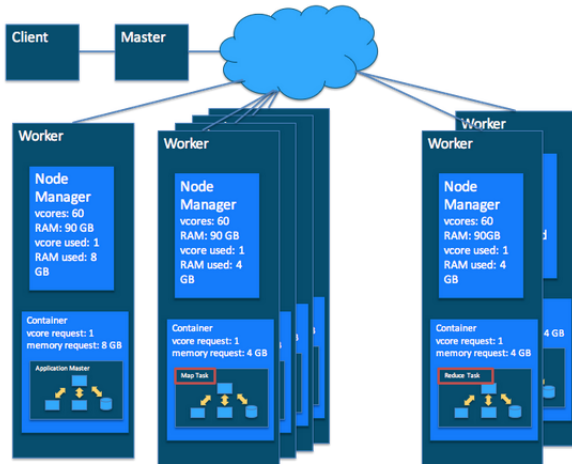 Client
Master
Worker
Node
Manager
vcores: 60
RAM: 90 GB
vcore used: 1
RAM used: 8
GB
Container
vcore request: 1
memory request: 8 GB
Application Master
Worker
Node
Manager
vcores: 60
RAM: 90 GB
vcore used: 1
RAM used: 4
GB
Container
vcore request: 1
memory request: 4 GB
Map Task
Worker
Node
Manager
vcores: 60
RAM: 90GB
vcore used: 1
RAM used: 4
GB
Container
vcore request: 1
memory request: 4 GB
Reduce Task
Worker
4 GB